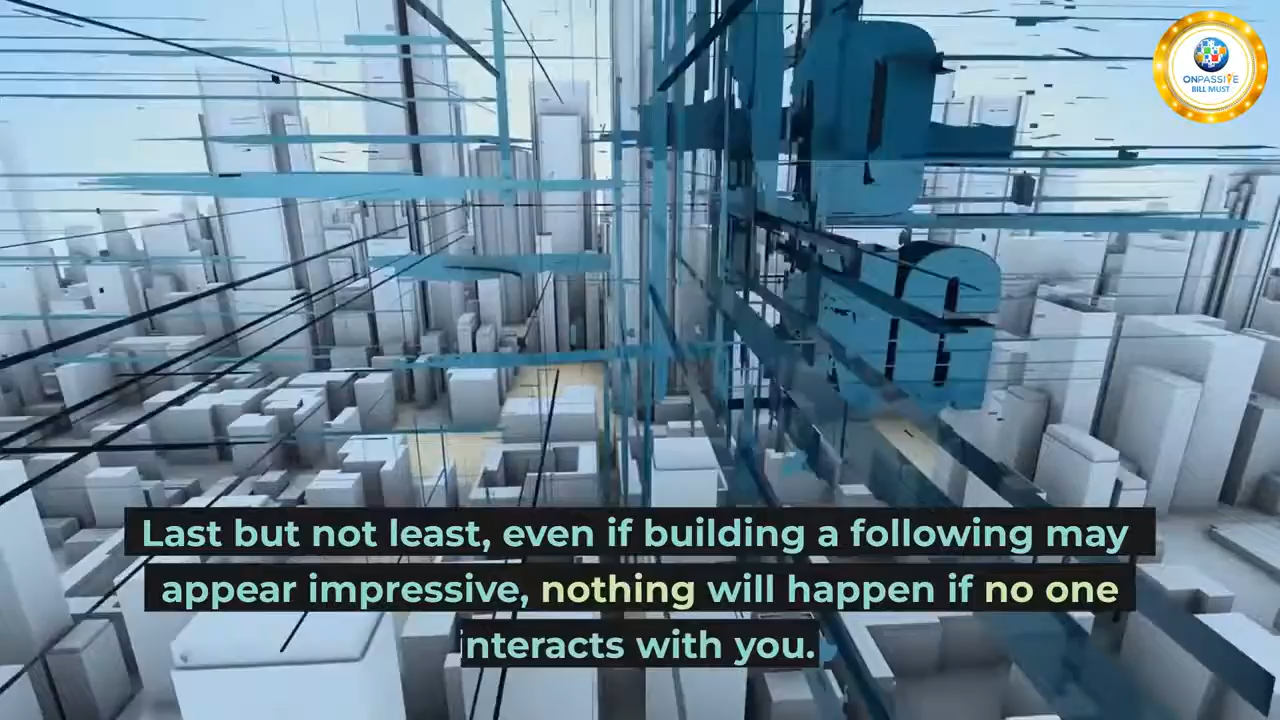 ONPASSIVE
BILL MUST
Last but not least, even if building a following may
appear impressive, nothing will happen if no one
interacts with you.